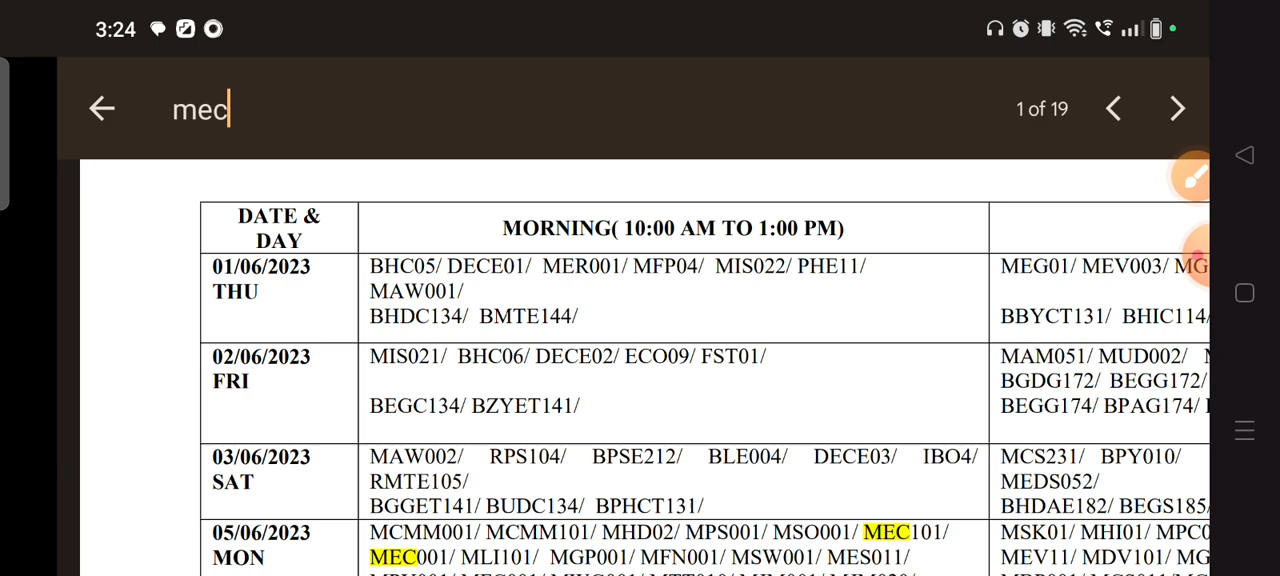 3:24
mec
1 of 19
DATE & DAY
MORNING( 10:00 AM TO 1:00 PM)
01/06/2023 THU
BHC05/ DECE01/ MER001/ MFP04/ MIS022/ PHE11/
MAW001/
BHDC134/ BMTE144/
MEG01/ MEV003/ MG
BBYCT131/ BHIC114/
02/06/2023 FRI
MIS021/ BHC06/ DECE02/ ECO09/ FST01/
BEGC134/ BZYET141/
MAM051/ MUD002/
BGDG172/ BEGG172/
BEGG174/ BPAG174/
03/06/2023 SAT
MAW002/ RPS104/ BPSE212/ BLE004/ DECE03/ IBO4/
RMTE105/
BGGET141/ BUDC134/ BPHCT131/
MCS231/ BPY010/
MEDS052/
BHDAE182/ BEGS185/
05/06/2023 MON
MCMM001/ MCMM101/ MHD02/ MPS001/ MSO001/ MEC101/
MEC001/ MLI101/ MGP001/ MFN001/ MSW001/ MES011/
MSK01/ MHI01/ MPC0
MEV11/ MDV101/ MG